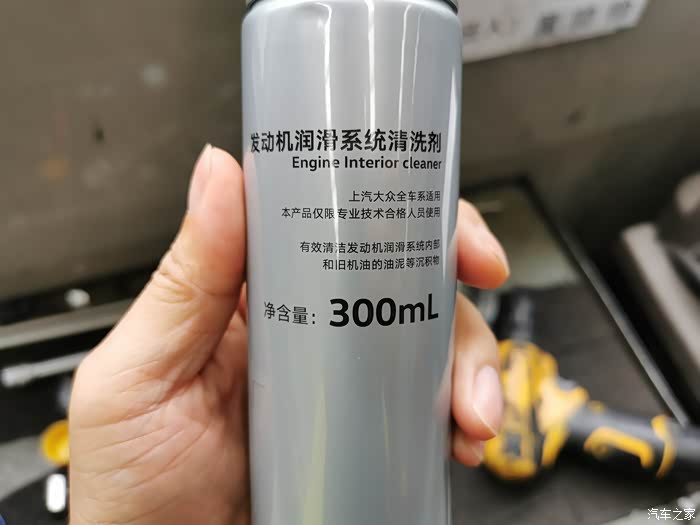 发动机润滑系统清洗剂
Engine Interior cleaner
上汽大众全车系适用
本产品仅限专业技术合格人员使用
有效清洁发动机润滑系统内部
和旧机油的油泥等沉积物
净含量：300mL
汽车之家